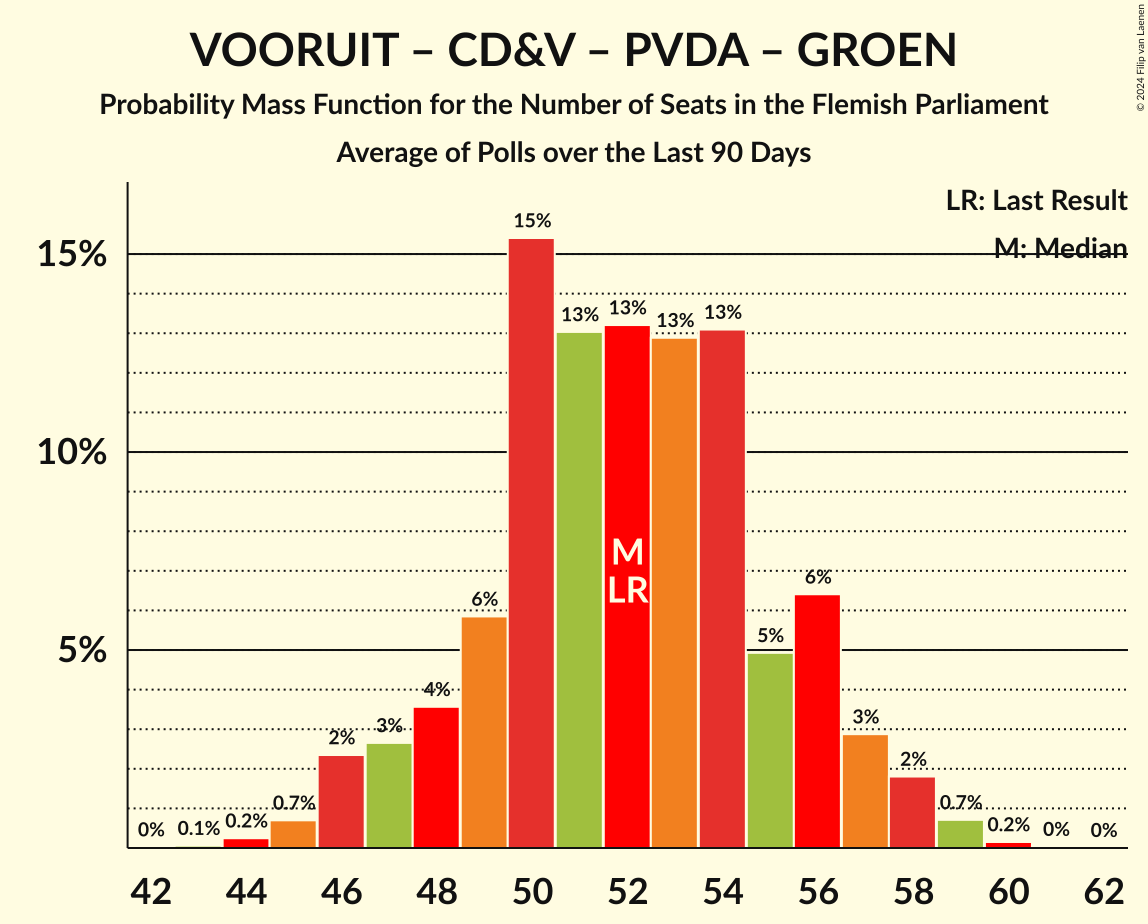 VOORUIT – CD&V – PVDA – GROEN
Probability Mass Function for the Number of Seats in the Flemish Parliament
Average of Polls over the Last 90 Days
© 2024 Filip van Laenen
LR: Last Result
M: Median
15%
10%
5%
0%
0.1%
0.2%
0.7%
2%
3%
4%
6%
15%
13%
13%
13%
13%
5%
6%
3%
2%
0.7%
0.2%
0%
0%
M
LR
42 44 46 48 50 52 54 56 58 60 62